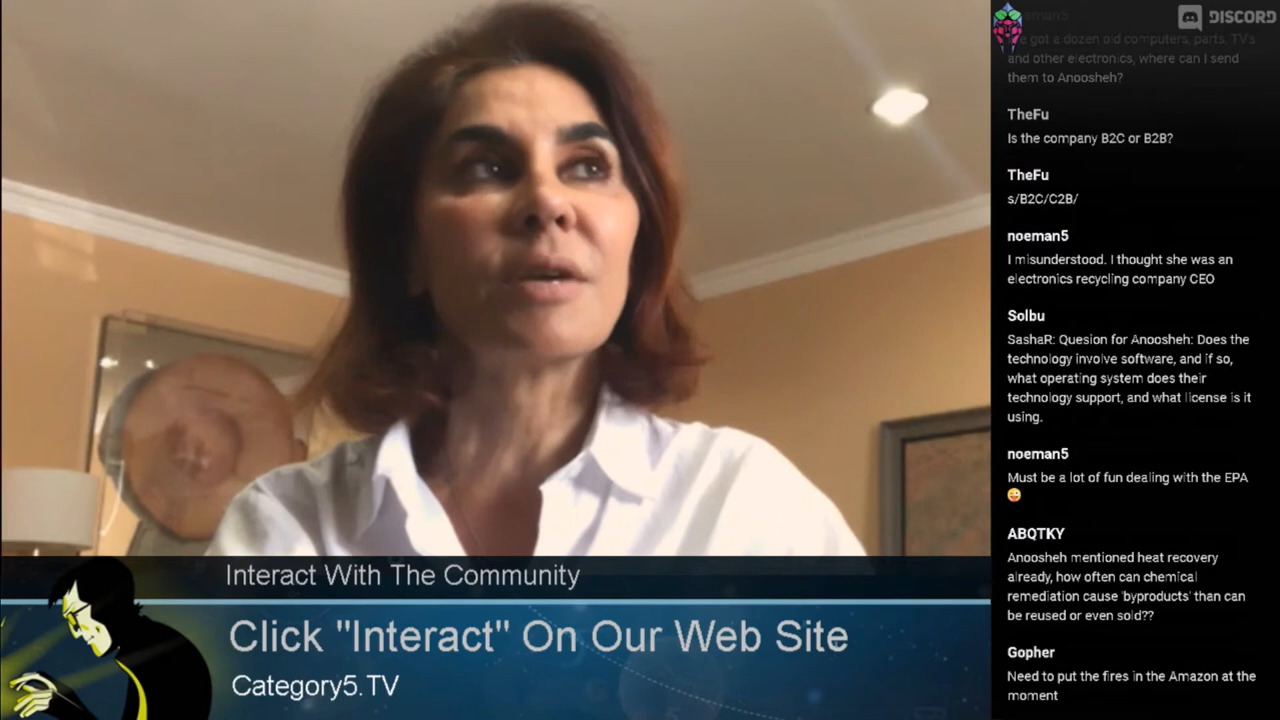 Interact With The Community
Click "Interact" On Our Web Site
Category5.TV
DISCORD
noeman5
got a dozen old computers, parts, TV's
and other electronics, where can I send
them to Anoosheh?
TheFu
Is the company B2C or B2B?
TheFu
s/B2C/C2B/
noeman5
I misunderstood. I thought she was an
electronics recycling company CEO
Solbu
SashaR: Quesion for Anoosheh: Does the
technology involve software, and if so,
what operating system does their
technology support, and what license is it
using.
noeman5
Must be a lot of fun dealing with the EPA
😜
ABQTKY
Anoosheh mentioned heat recovery
already, how often can chemical
remediation cause 'byproducts' than can
be reused or even sold??
Gopher
Need to put the fires in the Amazon at the
moment